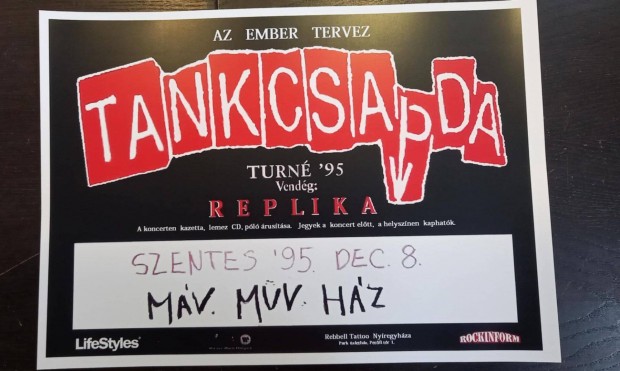 AZ EMBER TERVEZ
TANKCSAPDA
TURNÉ '95
Vendég:
REPLIKA
A koncerten kazetta, lemez CD, póló árusítása. Jegyek a koncert előtt, a helyszínen kaphatók.
SZENTES '95. DEC. 8.
MÁV. MŰV. HÁZ
LifeStyles®
Rebbell Tattoo Nyíregyháza
ROCKINFORM